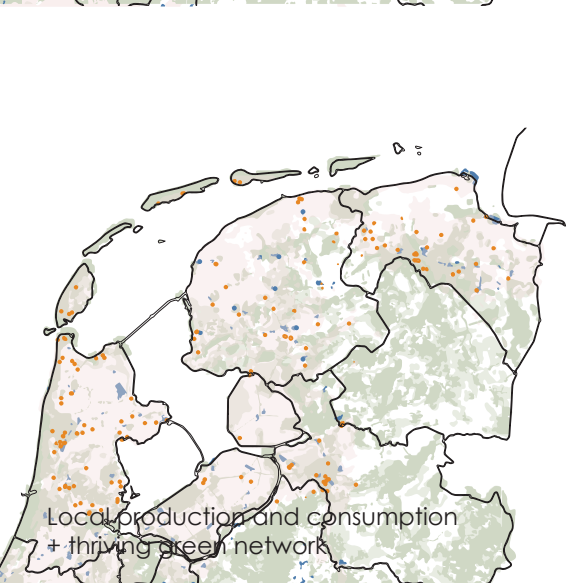 Local production and consumption
+ thriving green network